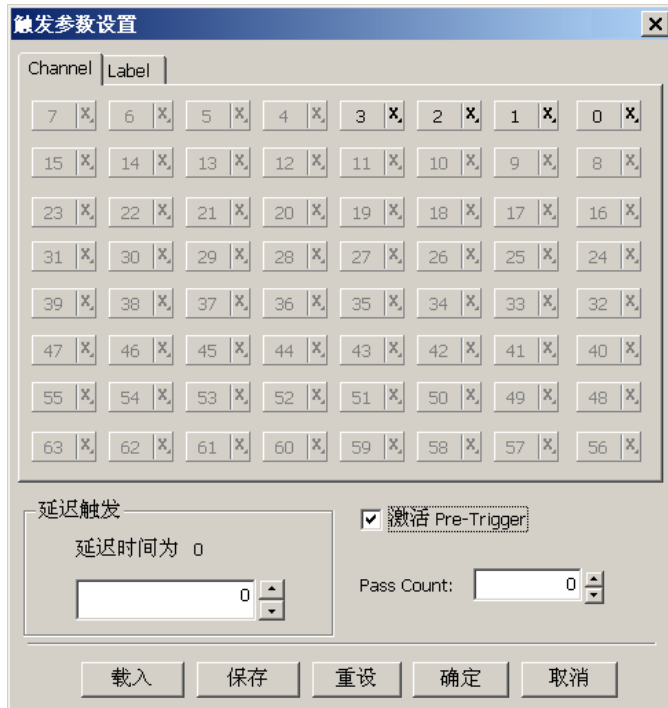 触发参数设置
Channel Label
7 X 6 X 5 X 4 X 3 X 2 X 1 X 0 X
15 X 14 X 13 X 12 X 11 X 10 X 9 X 8 X
23 X 22 X 21 X 20 X 19 X 18 X 17 X 16 X
31 X 30 X 29 X 28 X 27 X 26 X 25 X 24 X
39 X 38 X 37 X 36 X 35 X 34 X 33 X 32 X
47 X 46 X 45 X 44 X 43 X 42 X 41 X 40 X
55 X 54 X 53 X 52 X 51 X 50 X 49 X 48 X
63 X 62 X 61 X 60 X 59 X 58 X 57 X 56 X
延迟触发
延迟时间为 0
0
激活 Pre-Trigger
Pass Count: 0
载入 保存 重设 确定 取消